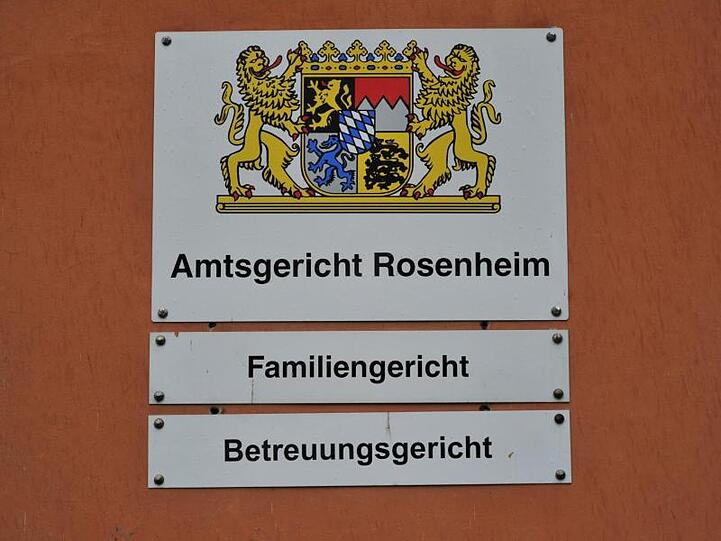 Amtsgericht Rosenheim
Familiengericht
Betreuungsgericht